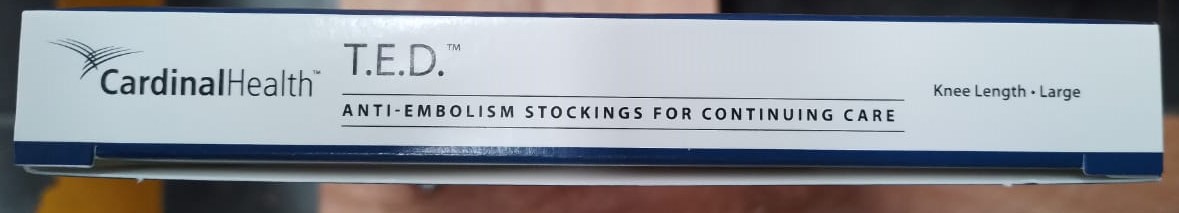 CardinalHealth™
T.E.D.™
ANTI-EMBOLISM STOCKINGS FOR CONTINUING CARE
Knee Length • Large